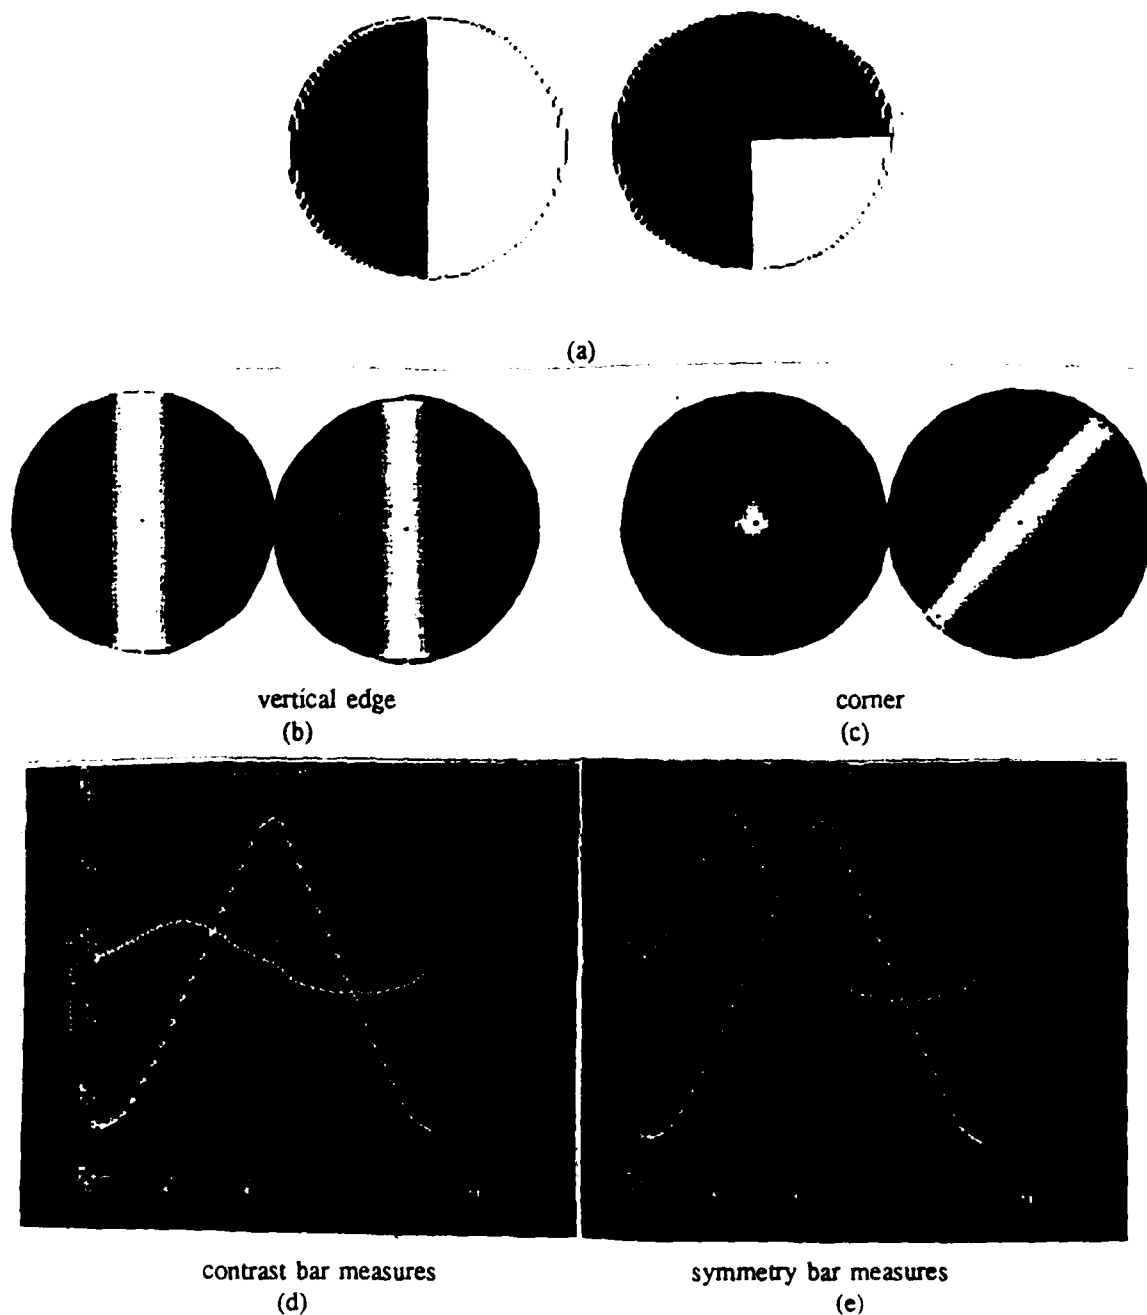 (a)
vertical edge
(b)
corner
(c)
contrast bar measures
(d)
symmetry bar measures
(e)